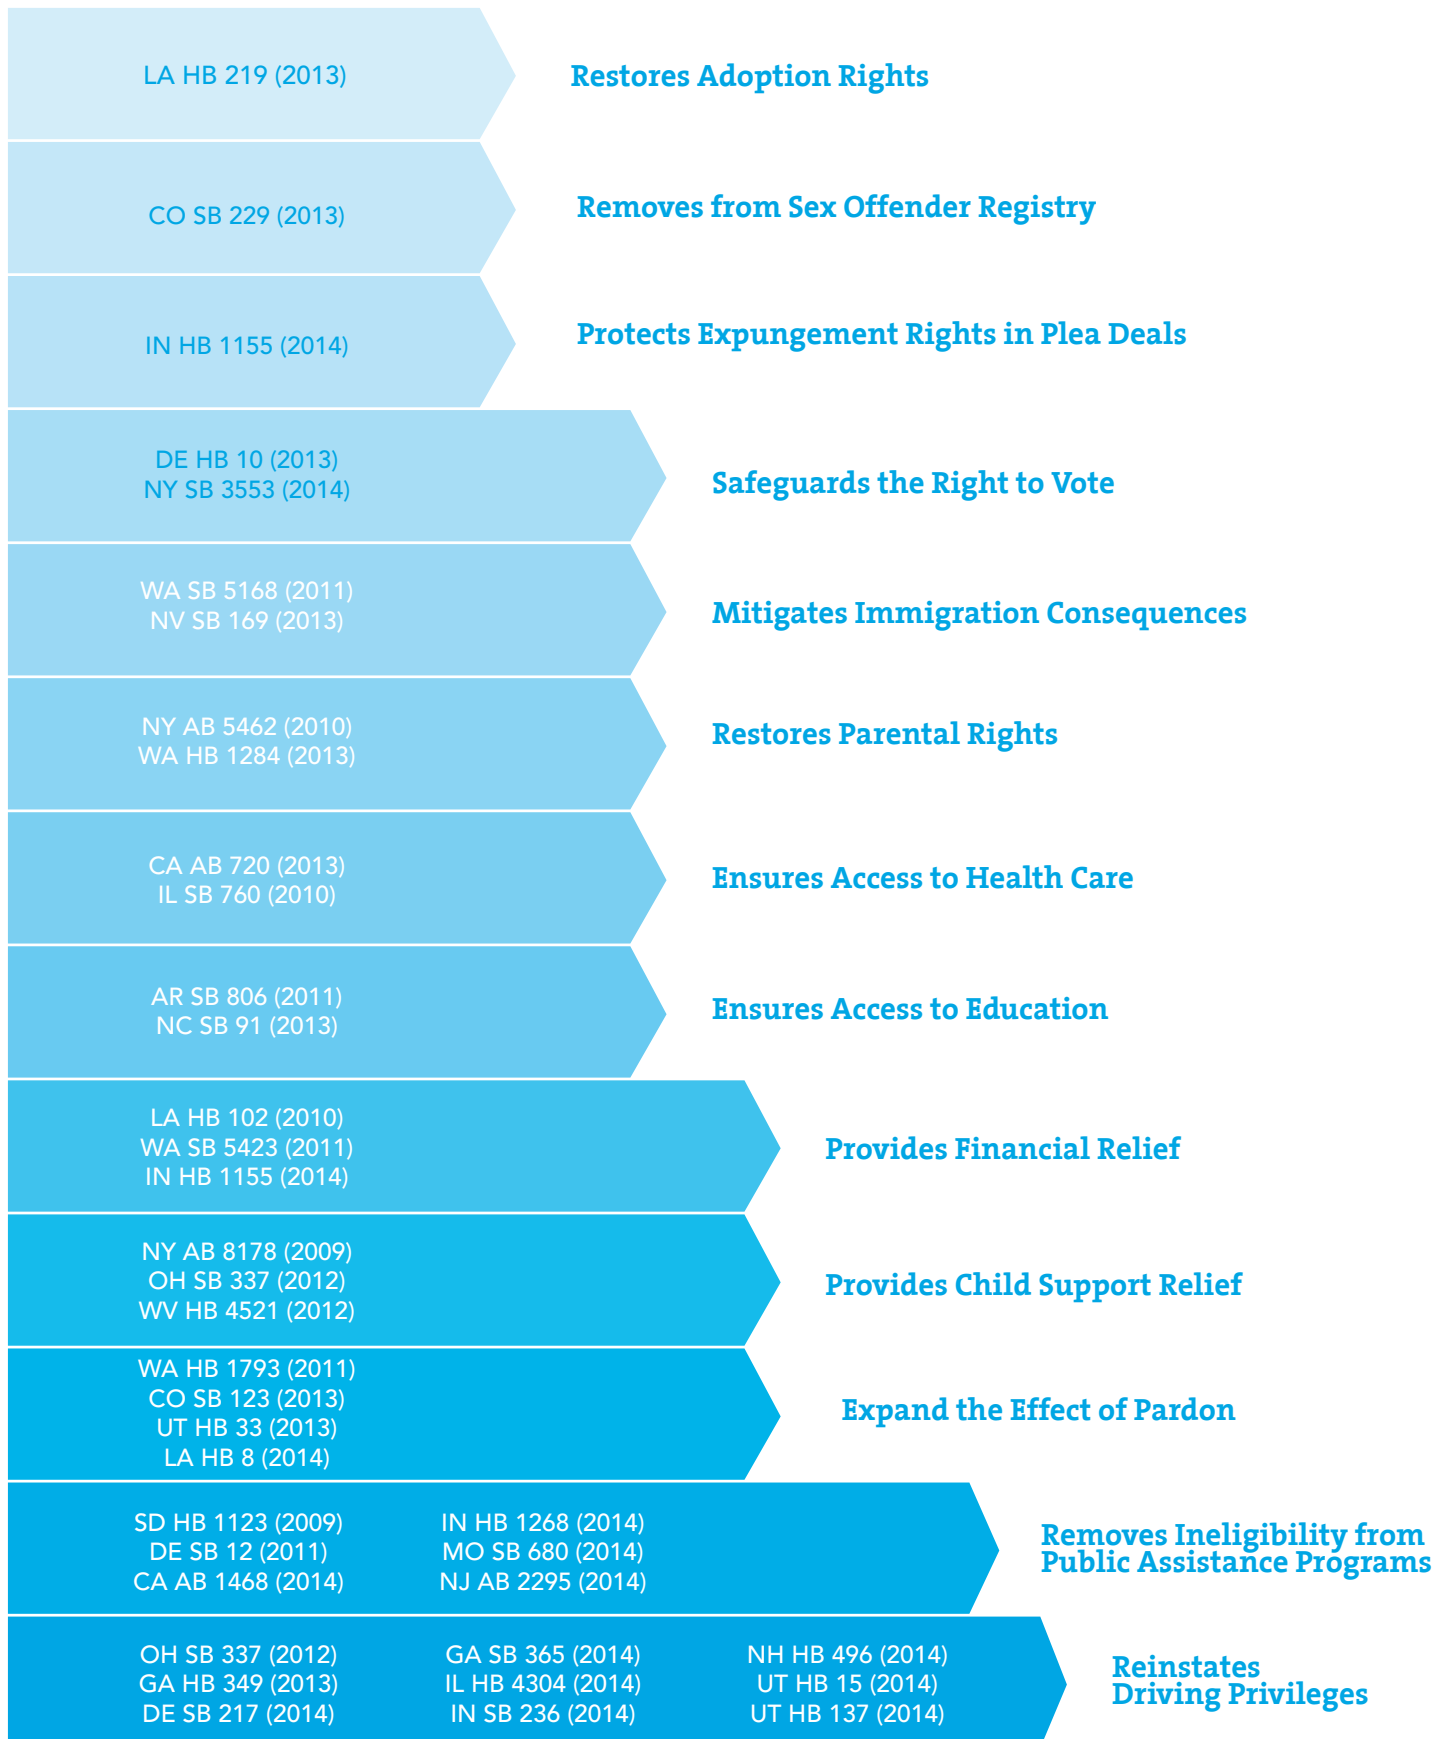 LA HB 219 (2013)
Restores Adoption Rights
CO SB 229 (2013)
Removes from Sex Offender Registry
IN HB 1155 (2014)
Protects Expungement Rights in Plea Deals
DE HB 10 (2013)
NY SB 3553 (2014)
Safeguards the Right to Vote
WA SB 5168 (2011)
NV SB 169 (2013)
Mitigates Immigration Consequences
NY AB 5462 (2010)
WA HB 1284 (2013)
Restores Parental Rights
CA AB 720 (2013)
IL SB 760 (2010)
Ensures Access to Health Care
AR SB 806 (2011)
NC SB 91 (2013)
Ensures Access to Education
LA HB 102 (2010)
WA SB 5423 (2011)
IN HB 1155 (2014)
Provides Financial Relief
NY AB 8178 (2009)
OH SB 337 (2012)
WV HB 4521 (2012)
Provides Child Support Relief
WA HB 1793 (2011)
CO SB 123 (2013)
UT HB 33 (2013)
LA HB 8 (2014)
Expand the Effect of Pardon
SD HB 1123 (2009)
DE SB 12 (2011)
CA AB 1468 (2014)
IN HB 1268 (2014)
MO SB 680 (2014)
NJ AB 2295 (2014)
Removes Ineligibility from
Public Assistance Programs
OH SB 337 (2012)
GA HB 349 (2013)
DE SB 217 (2014)
GA SB 365 (2014)
IL HB 4304 (2014)
IN SB 236 (2014)
NH HB 496 (2014)
UT HB 15 (2014)
UT HB 137 (2014)
Reinstates
Driving Privileges